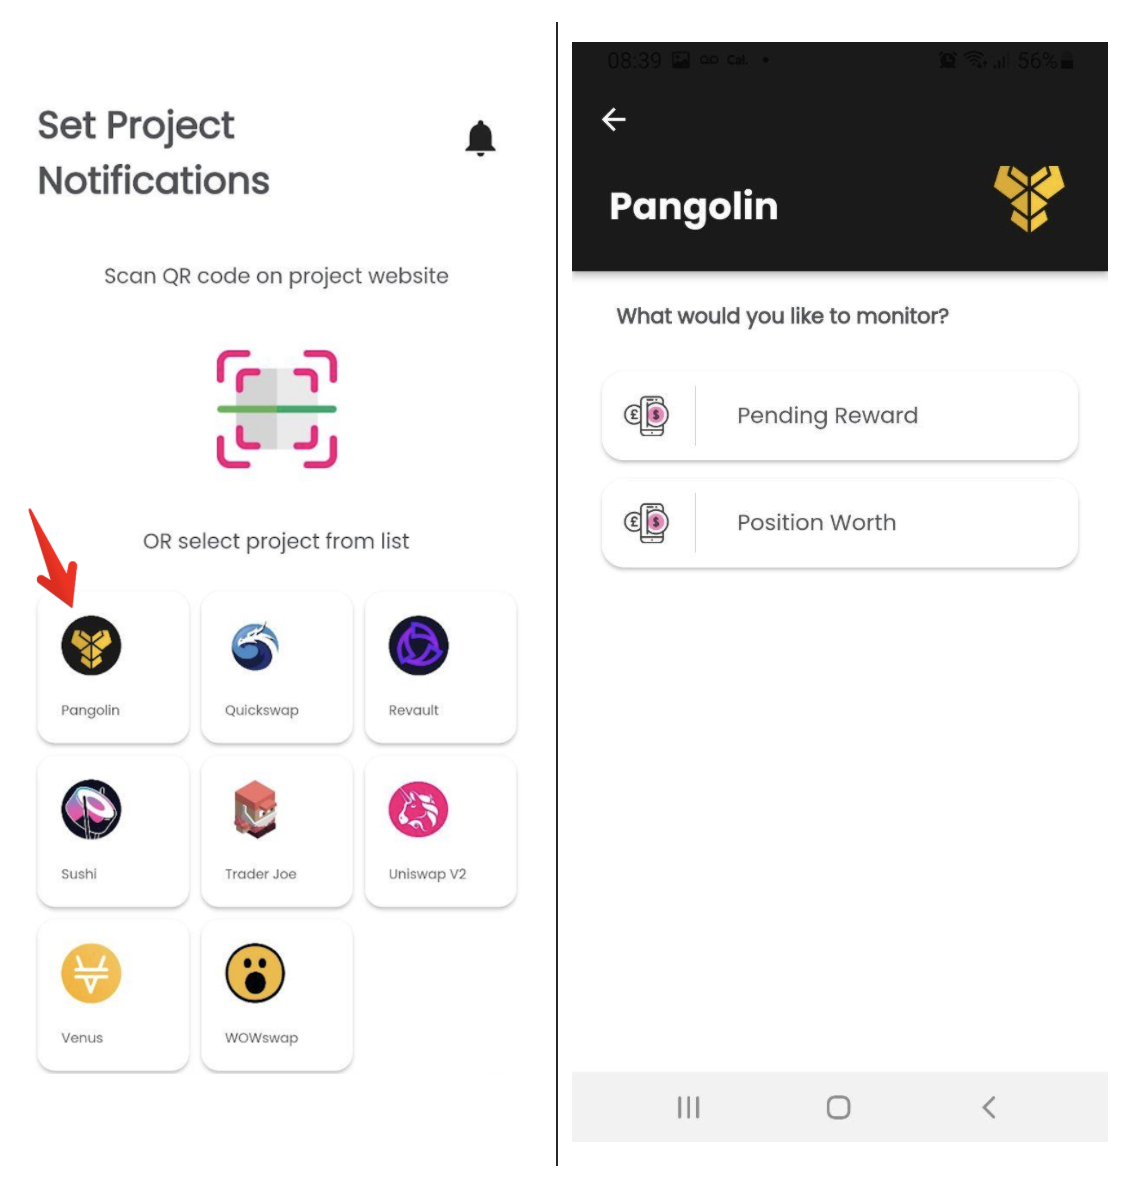 Set Project
Notifications
Scan QR code on project website
OR select project from list
Pangolin
Quickswap
Revault
Sushi
Trader Joe
Uniswap V2
Venus
WOWswap
08:39
Cal.
56%
Pangolin
What would you like to monitor?
Pending Reward
Position Worth